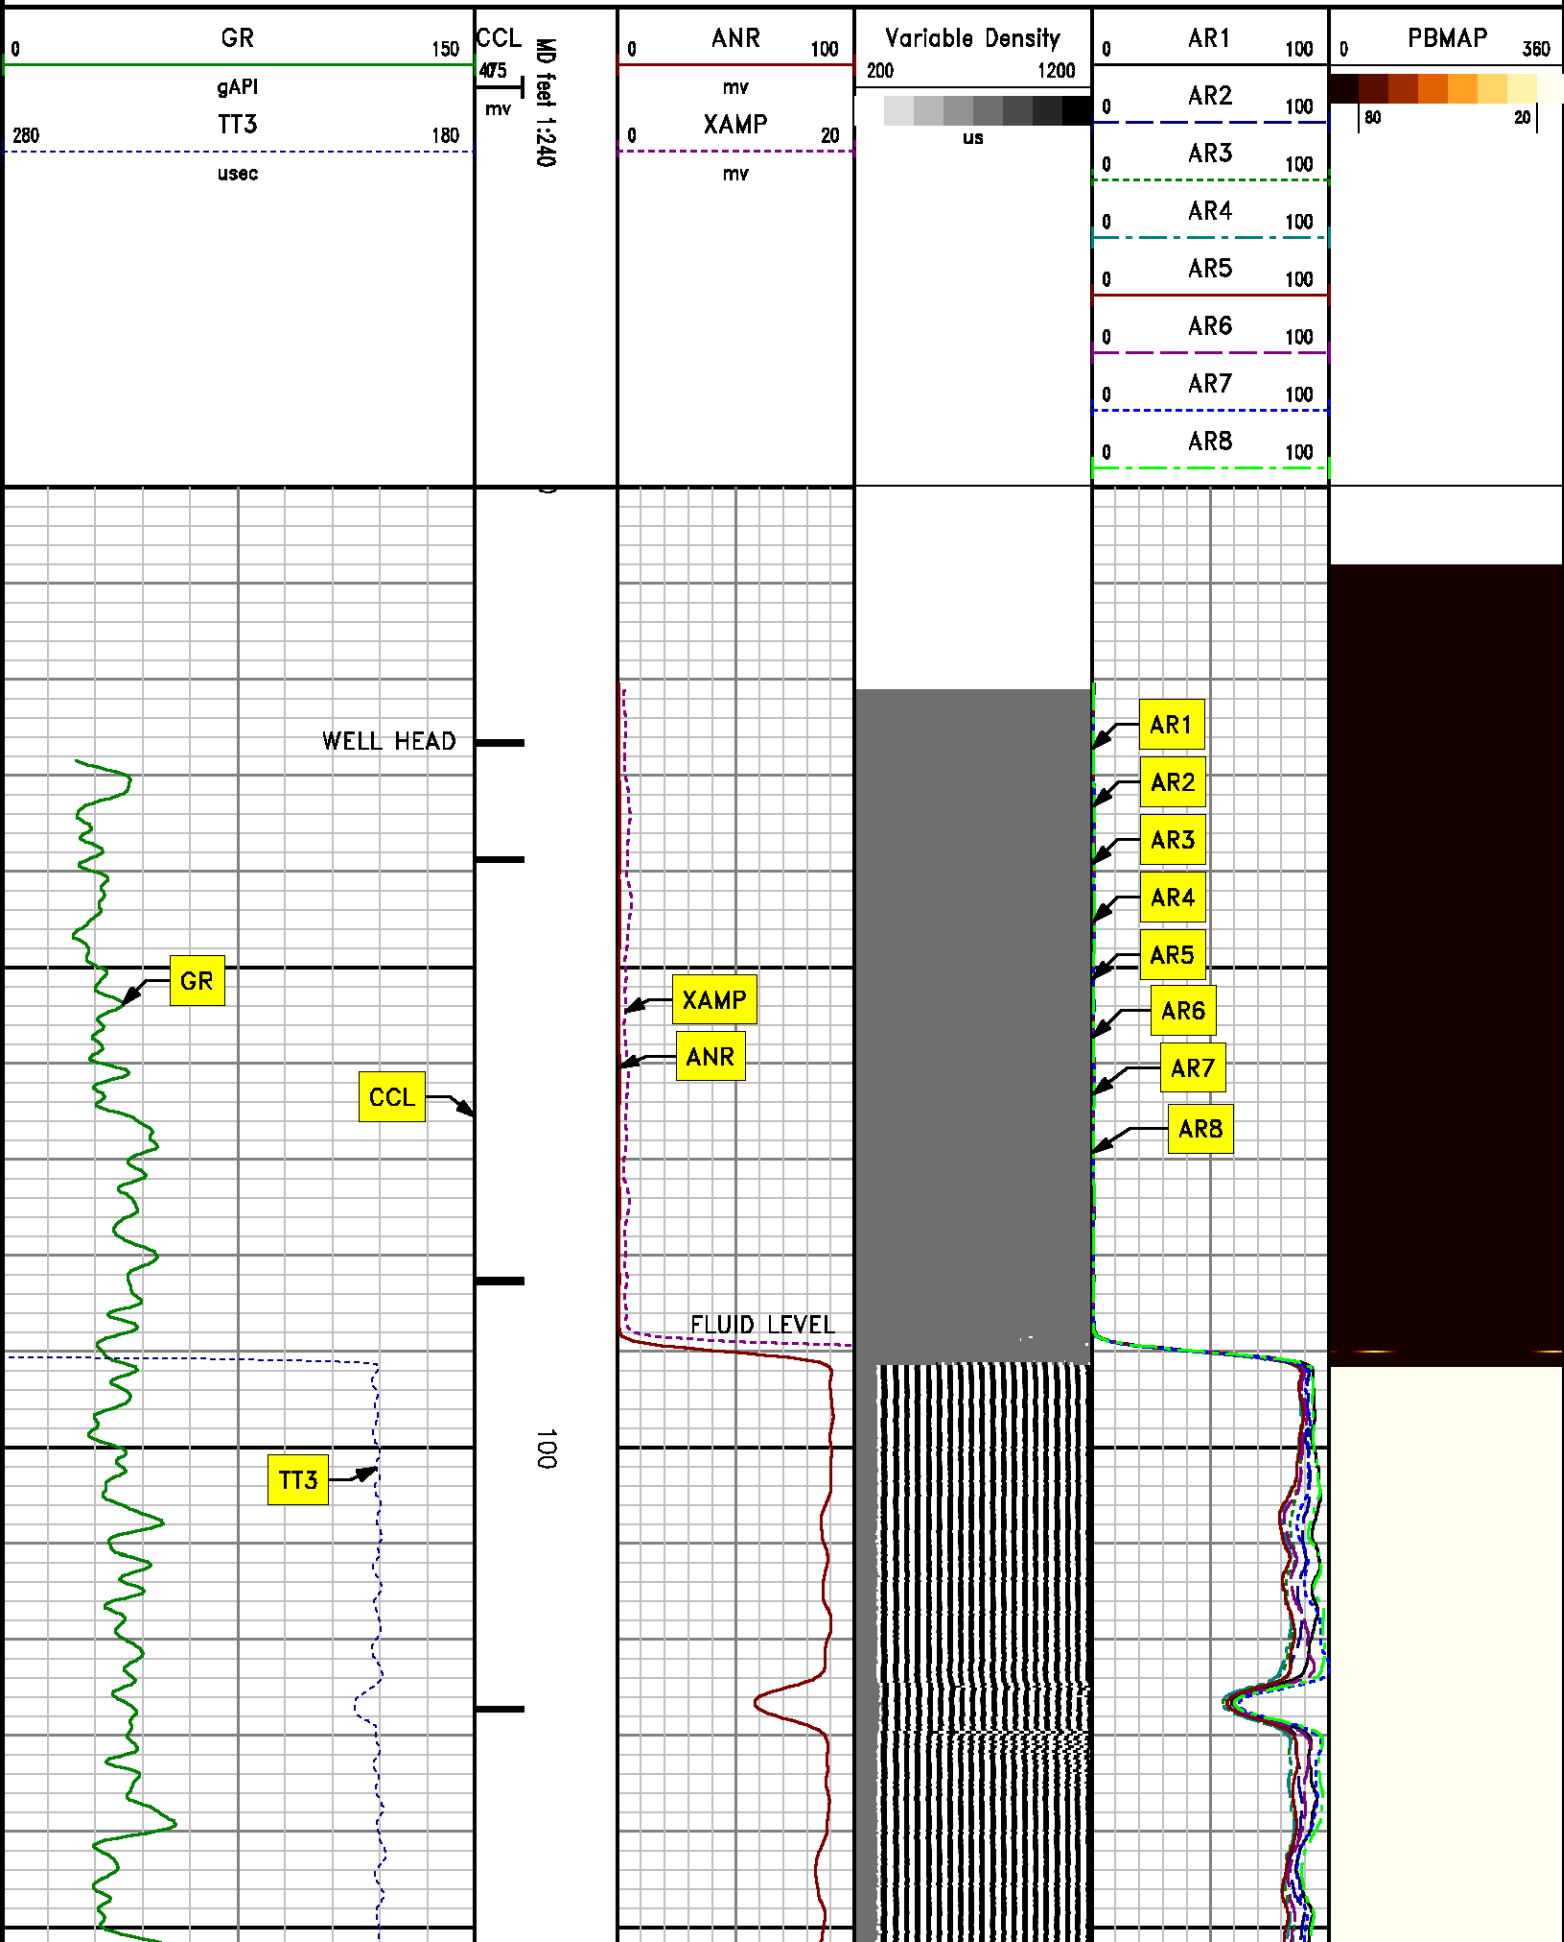 GR
0 150
gAPI
TT3
280 180
usec
CCL
475
mv
MD feet 1:240
ANR
0 100
mv
XAMP
0 20
mv
Variable Density
200 1200
us
AR1
0 100
AR2
0 100
AR3
0 100
AR4
0 100
AR5
0 100
AR6
0 100
AR7
0 100
AR8
0 100
PBMAP
0 360
80 20
WELL HEAD
GR
CCL
XAMP
ANR
AR1
AR2
AR3
AR4
AR5
AR6
AR7
AR8
FLUID LEVEL
100
TT3